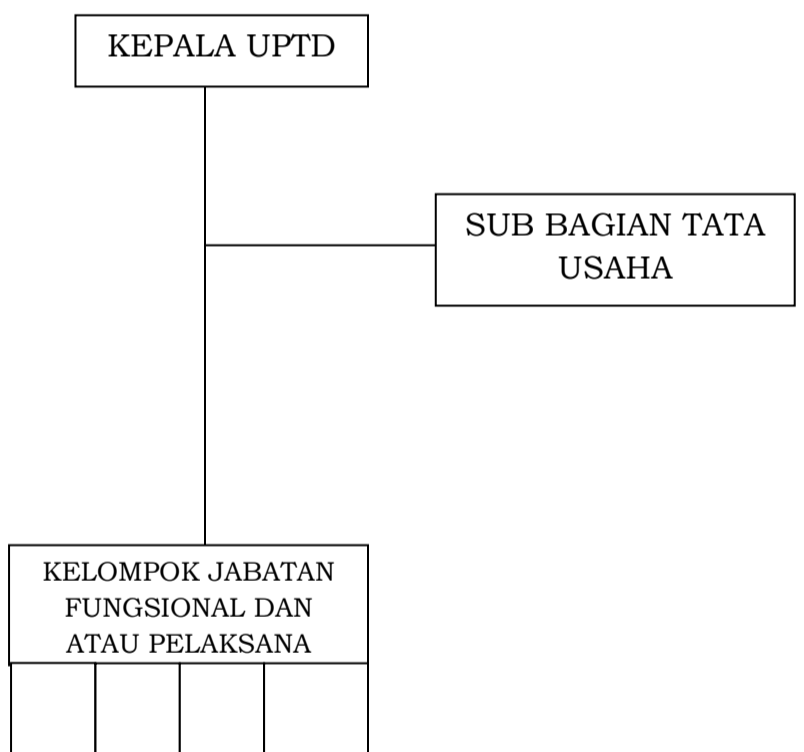 KEPALA UPTD
SUB BAGIAN TATA
USAHA
KELOMPOK JABATAN
FUNGSIONAL DAN
ATAU PELAKSANA